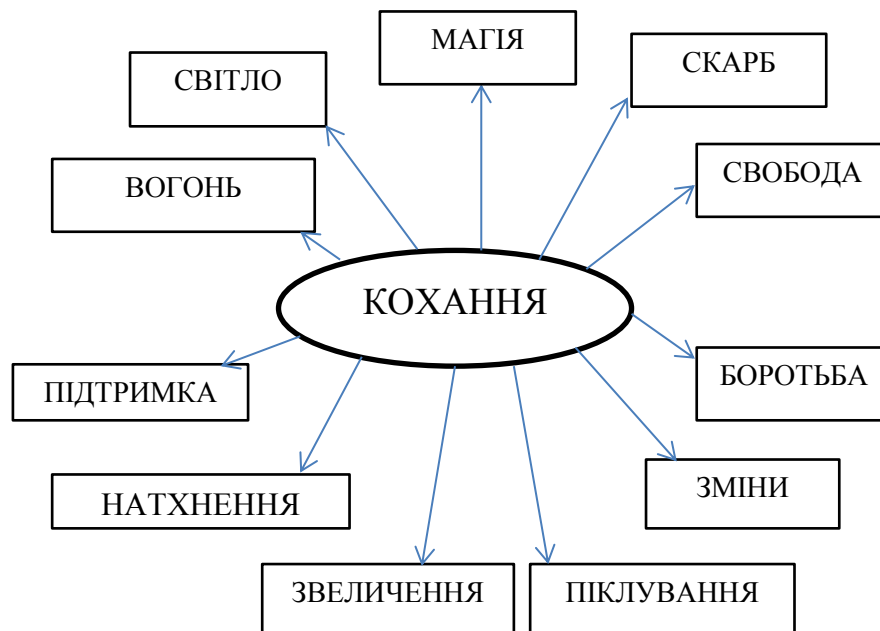 МАГІЯ
СКАРБ
СВІТЛО
СВОБОДА
ВОГОНЬ
КОХАННЯ
БОРОТЬБА
ПІДТРИМКА
ЗМІНИ
НАТХНЕННЯ
ЗВЕЛИЧЕННЯ
ПІКЛУВАННЯ